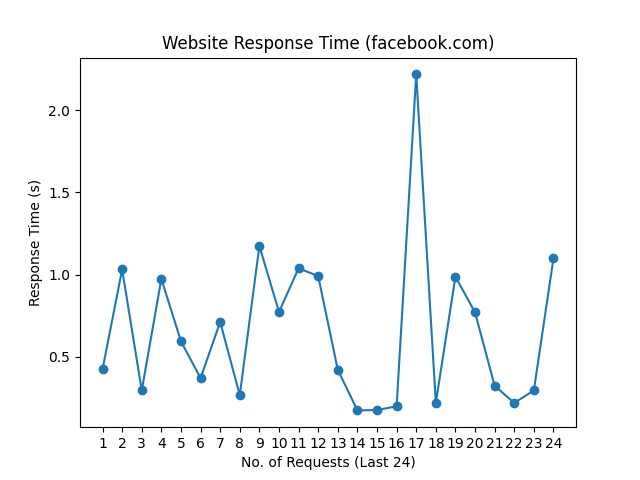 Website Response Time (facebook.com)
2.0
1.5
1.0
0.5
Response Time (s)
1 2 3 4 5 6 7 8 9 10 11 12 13 14 15 16 17 18 19 20 21 22 23 24
No. of Requests (Last 24)